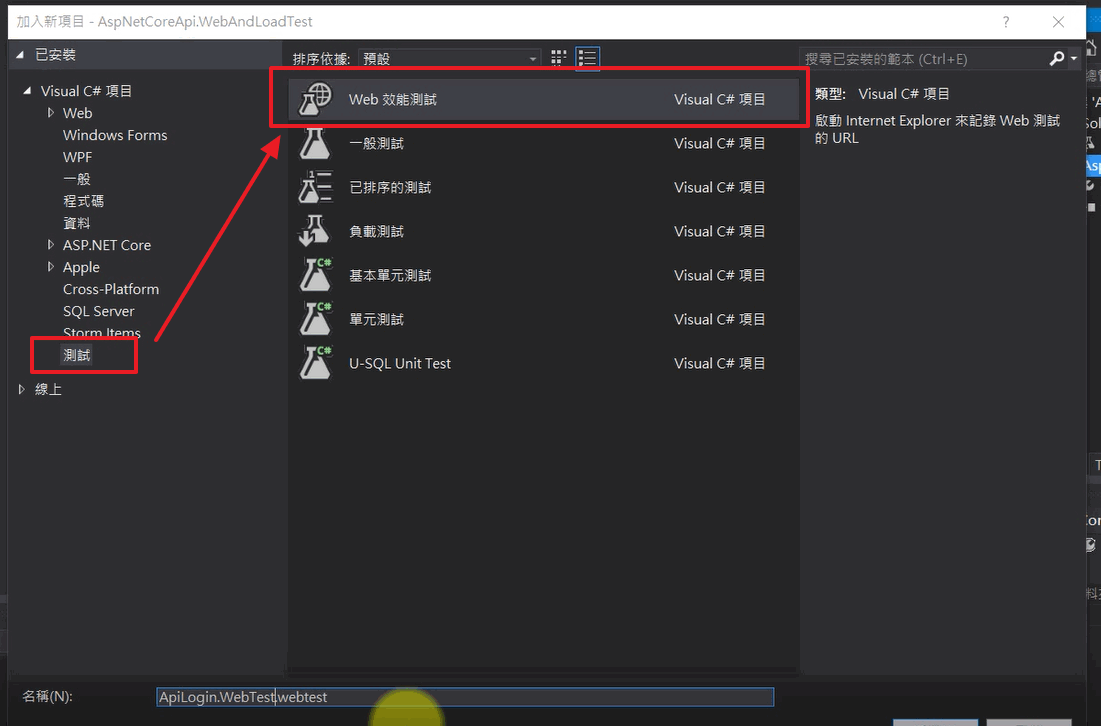 加入新項目 - AspNetCoreApi.WebAndLoadTest
已安裝
排序依據: 預設
搜尋已安裝的範本 (Ctrl+E)
Visual C# 項目
Web
Windows Forms
WPF
一般
程式碼
資料
ASP.NET Core
Apple
Cross-Platform
SQL Server
Storm Items
測試
線上
Web 效能測試 Visual C# 項目
一般測試 Visual C# 項目
已排序的測試 Visual C# 項目
負載測試 Visual C# 項目
基本單元測試 Visual C# 項目
單元測試 Visual C# 項目
U-SQL Unit Test Visual C# 項目
類型: Visual C# 項目
啟動 Internet Explorer 來記錄 Web 測試
的 URL
名稱(N): ApiLogin.WebTest.webtest